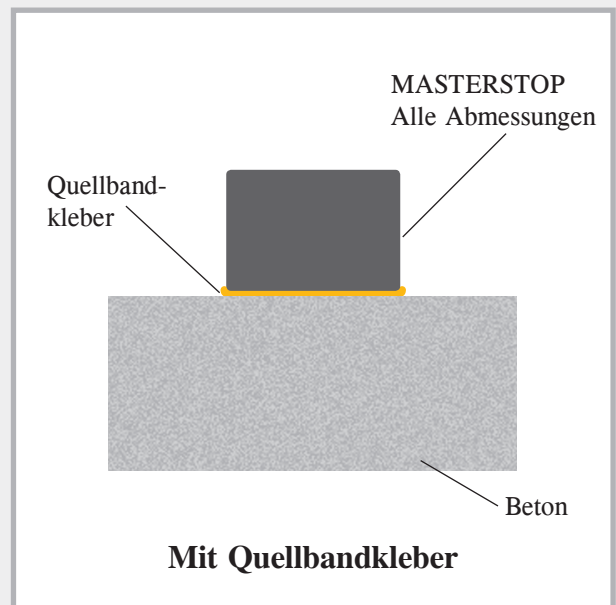 MASTERSTOP
Alle Abmessungen
Quellband-
kleber
Beton
Mit Quellbandkleber